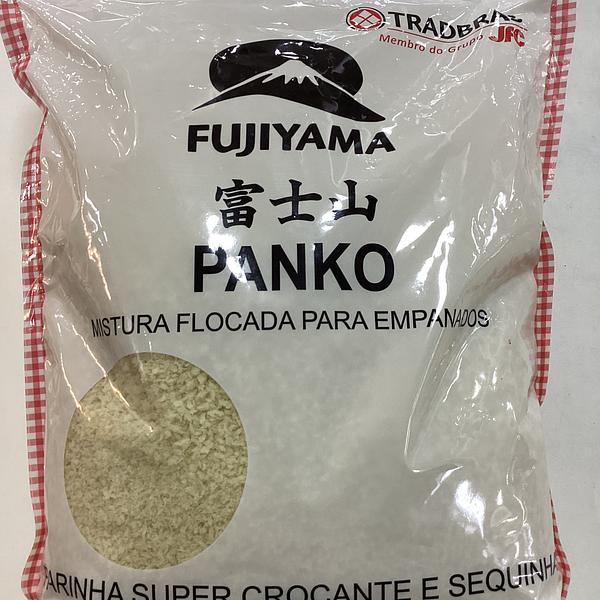 TRADBRAS
Membro do Grupo JFC
FUJIYAMA
富士山
PANKO
MISTURA FLOCADA PARA EMPANADOS
FARINHA SUPER CROCANTE E SEQUINHA